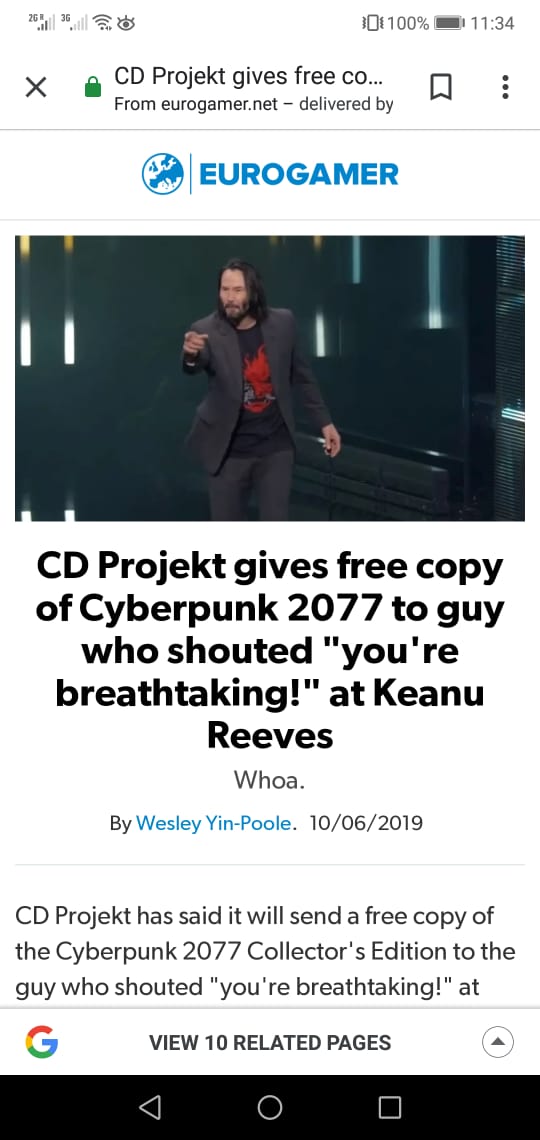 2G R 3G 100% 11:34
CD Projekt gives free co...
From eurogamer.net – delivered by
EUROGAMER
CD Projekt gives free copy
of Cyberpunk 2077 to guy
who shouted "you're
breathtaking!" at Keanu
Reeves
Whoa.
By Wesley Yin-Poole. 10/06/2019
CD Projekt has said it will send a free copy of
the Cyberpunk 2077 Collector's Edition to the
guy who shouted "you're breathtaking!" at
G VIEW 10 RELATED PAGES